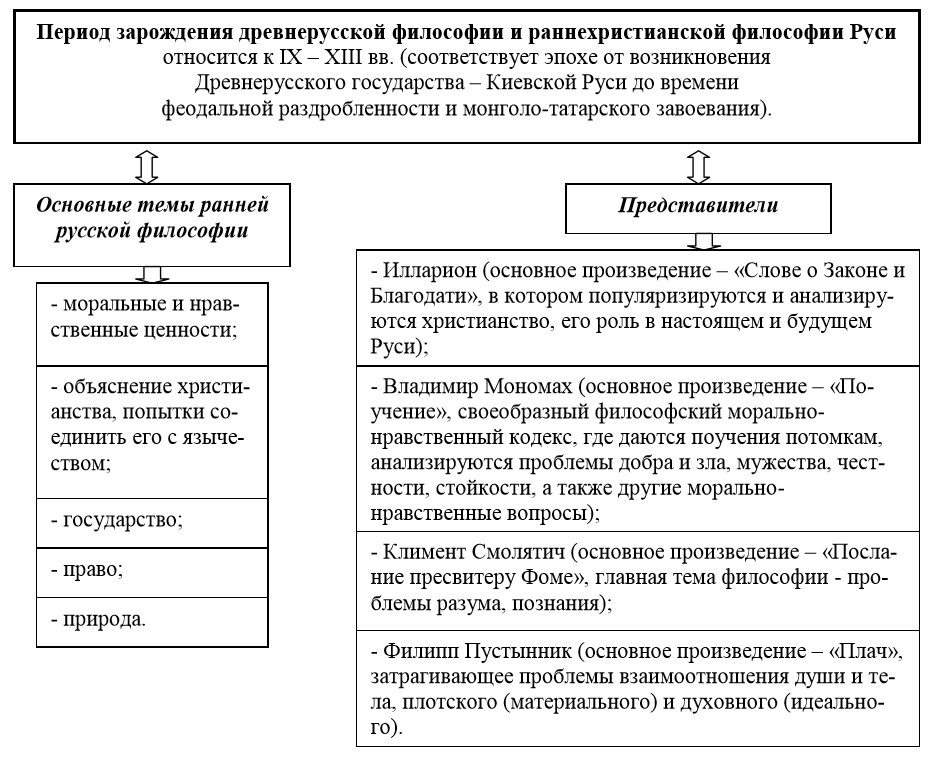 Период зарождения древнерусской философии и раннехристианской философии Руси
относится к IX – XIII вв. (соответствует эпохе от возникновения
Древнерусского государства – Киевской Руси до времени
феодальной раздробленности и монголо-татарского завоевания).
Основные темы ранней
русской философии
- моральные и нрав-
ственные ценности;
- объяснение христи-
анства, попытки со-
единить его с языче-
ством;
- государство;
- право;
- природа.
Представители
- Илларион (основное произведение – «Слове о Законе и
Благодати», в котором популяризируются и анализиру-
ются христианство, его роль в настоящем и будущем
Руси);
- Владимир Мономах (основное произведение – «По-
учение», своеобразный философский морально-
нравственный кодекс, где даются поучения потомкам,
анализируются проблемы добра и зла, мужества, чест-
ности, стойкости, а также другие морально-
нравственные вопросы);
- Климент Смолятич (основное произведение – «Посла-
ние пресвитеру Фоме», главная тема философии - про-
блемы разума, познания);
- Филипп Пустынник (основное произведение – «Плач»,
затрагивающее проблемы взаимоотношения души и те-
ла, плотского (материального) и духовного (идеально-
го).